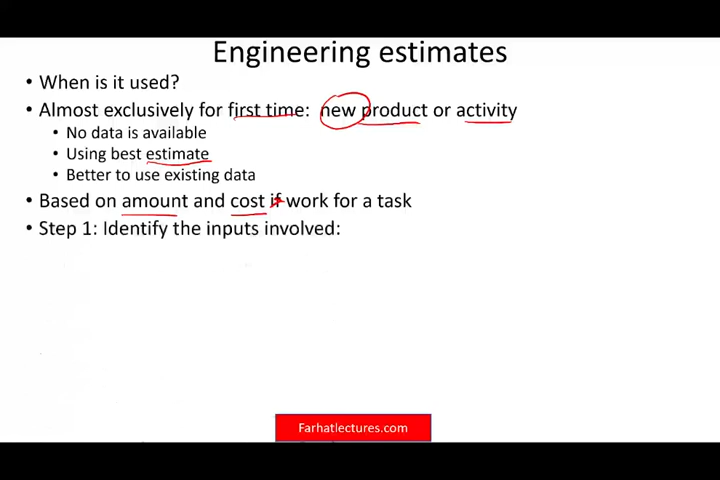 Engineering estimates
• When is it used?
• Almost exclusively for first time: new product or activity
• No data is available
• Using best estimate
• Better to use existing data
• Based on amount and cost if work for a task
• Step 1: Identify the inputs involved:
Farhatlectures.com